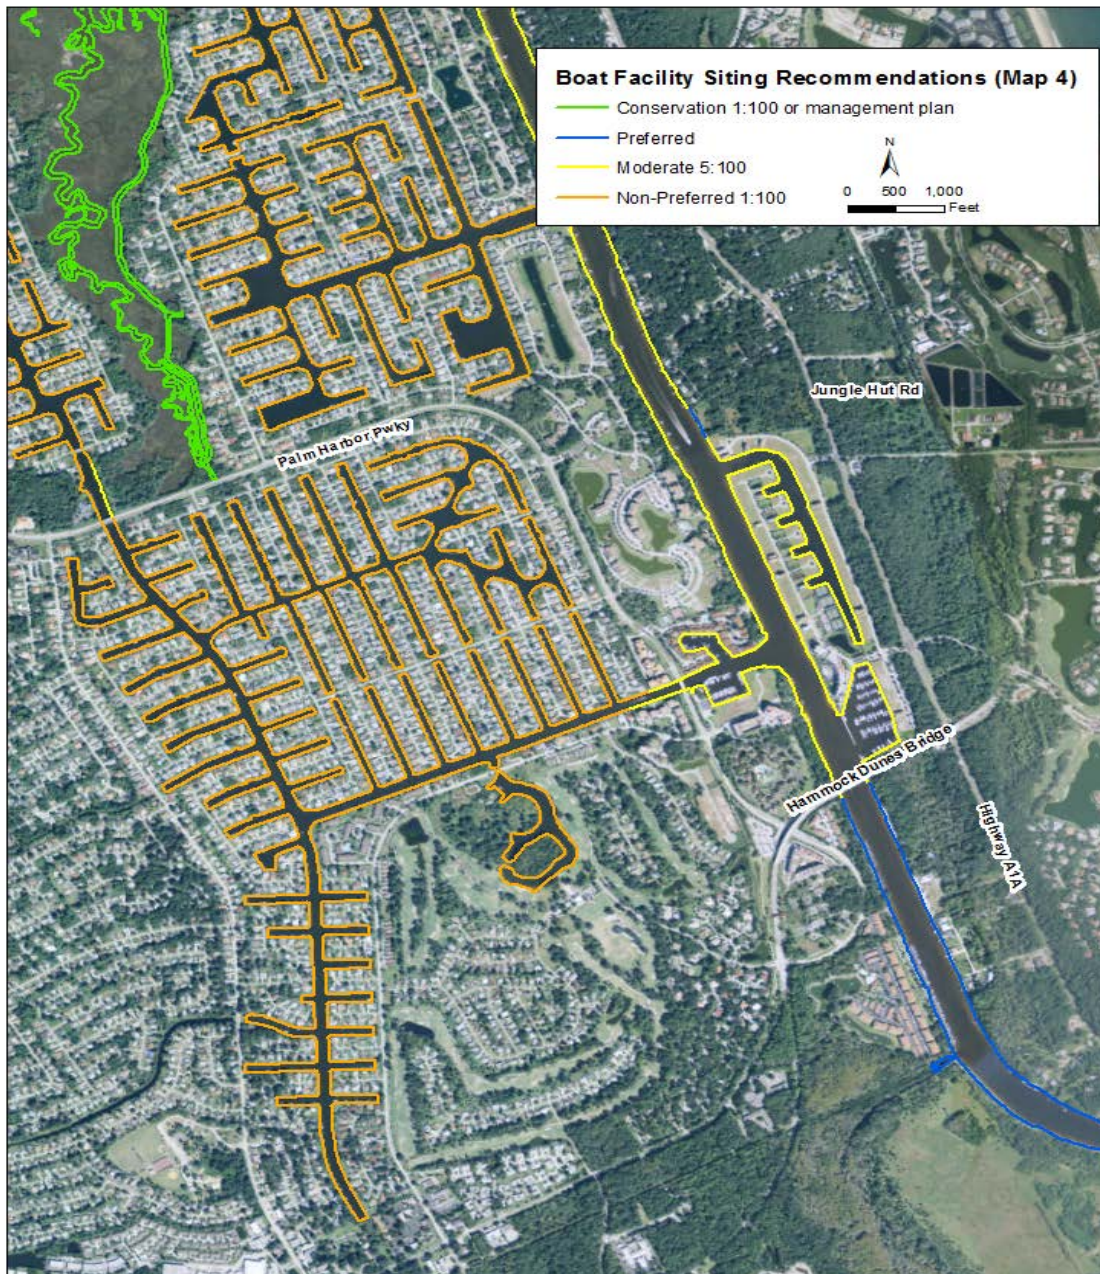 Boat Facility Siting Recommendations (Map 4)
Conservation 1:100 or management plan
Preferred
Moderate 5:100
Non-Preferred 1:100
N
0 500 1,000
Feet
Jungle Hut Rd
Palm Harbor Pwky
Hammock Dunes Bridge
Highway A1A